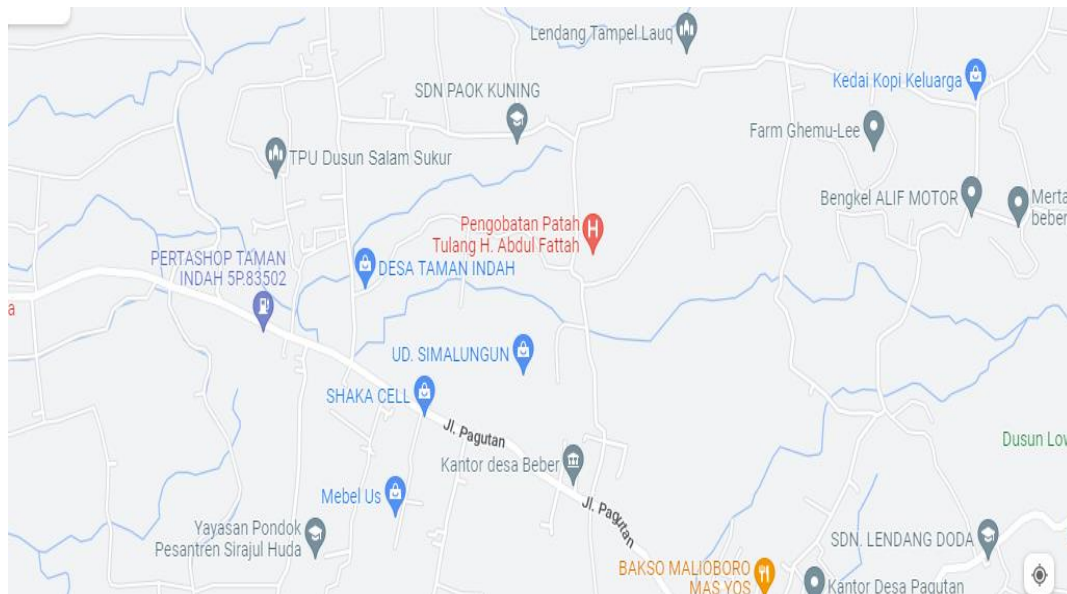 Lendang Tampel Lauq
Kedai Kopi Keluarga
SDN PAOK KUNING
Farm Ghemu-Lee
TPU Dusun Salam Sukur
Bengkel ALIF MOTOR
Merta
beber
Pengobatan Patah
Tulang H. Abdul Fattah
H
PERTASHOP TAMAN
INDAH 5P.83502
DESA TAMAN INDAH
a
UD. SIMALUNGUN
SHAKA CELL
Jl. Pagutan
Dusun Low
Kantor desa Beber
Mebel Us
Jl. Pagutan
Yayasan Pondok
Pesantren Sirajul Huda
SDN. LENDANG DODA
BAKSO MALIOBORO
MAS YOS
Kantor Desa Pagutan